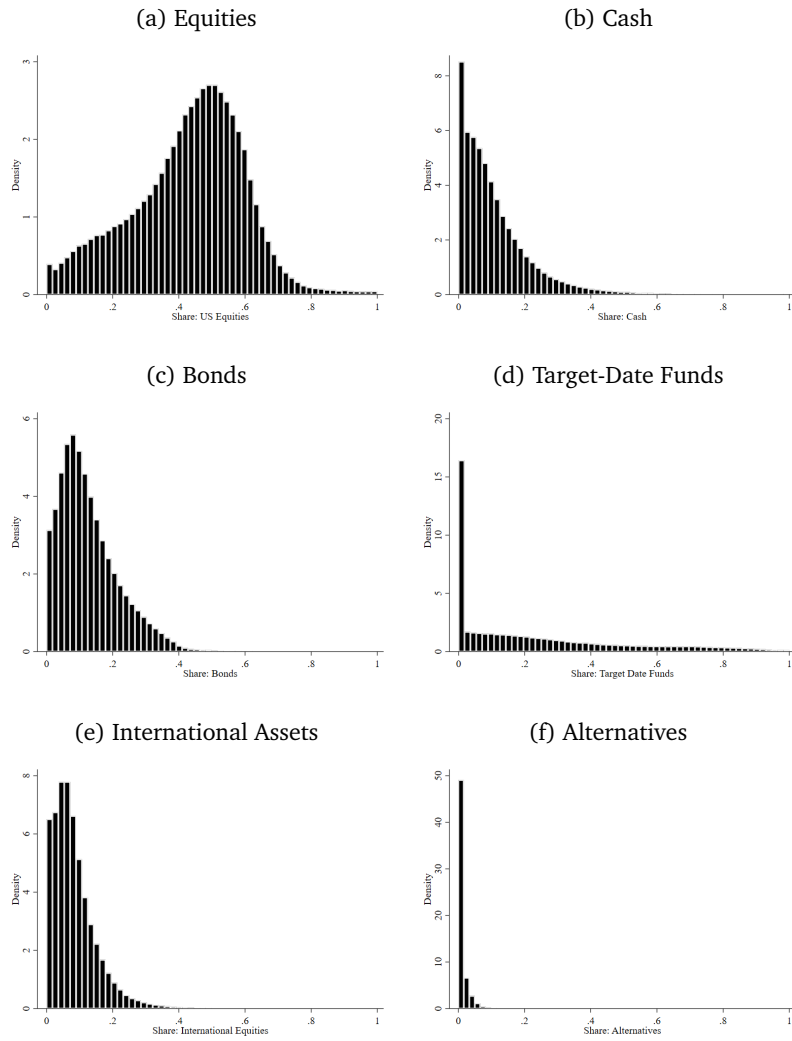 (a) Equities
Density
3
2
1
0
0 .2 .4 .6 .8 1
Share: US Equities
(b) Cash
Density
8
6
4
2
0
0 .2 .4 .6 .8 1
Share: Cash
(c) Bonds
Density
6
4
2
0
0 .2 .4 .6 .8 1
Share: Bonds
(d) Target-Date Funds
Density
20
15
10
5
0
0 .2 .4 .6 .8 1
Share: Target Date Funds
(e) International Assets
Density
8
6
4
2
0
0 .2 .4 .6 .8 1
Share: International Equities
(f) Alternatives
Density
50
40
30
20
10
0
0 .2 .4 .6 .8 1
Share: Alternatives